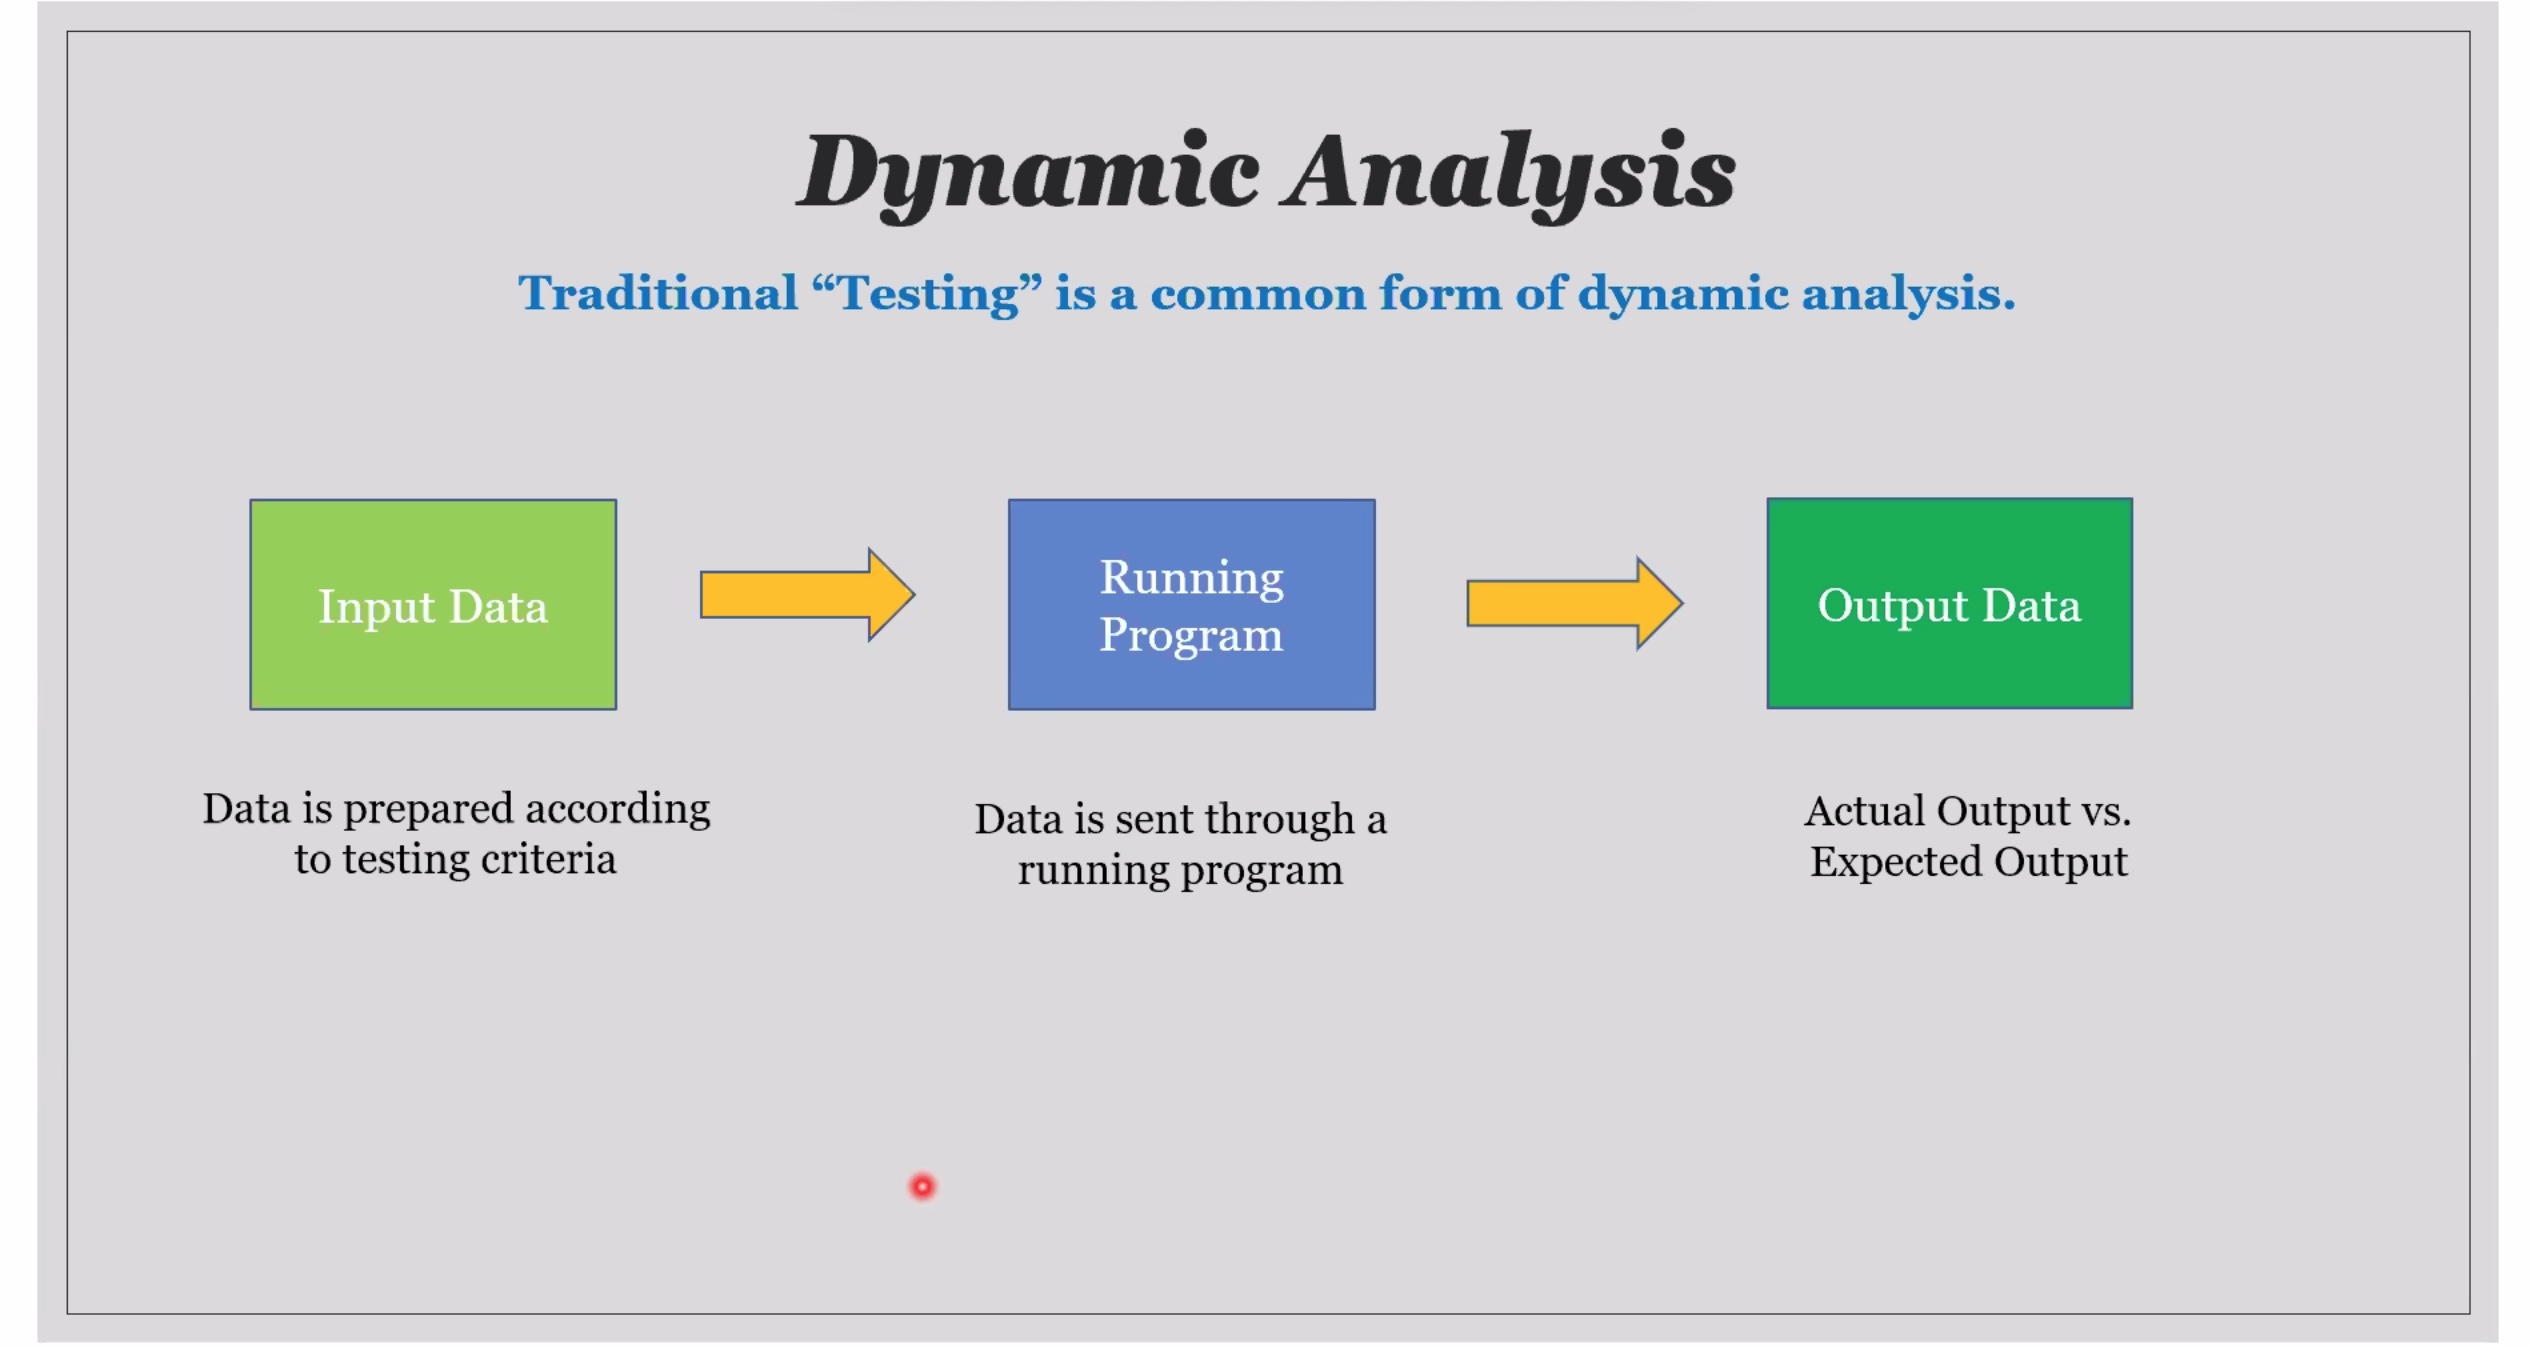 Dynamic Analysis
Traditional “Testing” is a common form of dynamic analysis.
Input Data
Running
Program
Output Data
Data is prepared according
to testing criteria
Data is sent through a
running program
Actual Output vs.
Expected Output